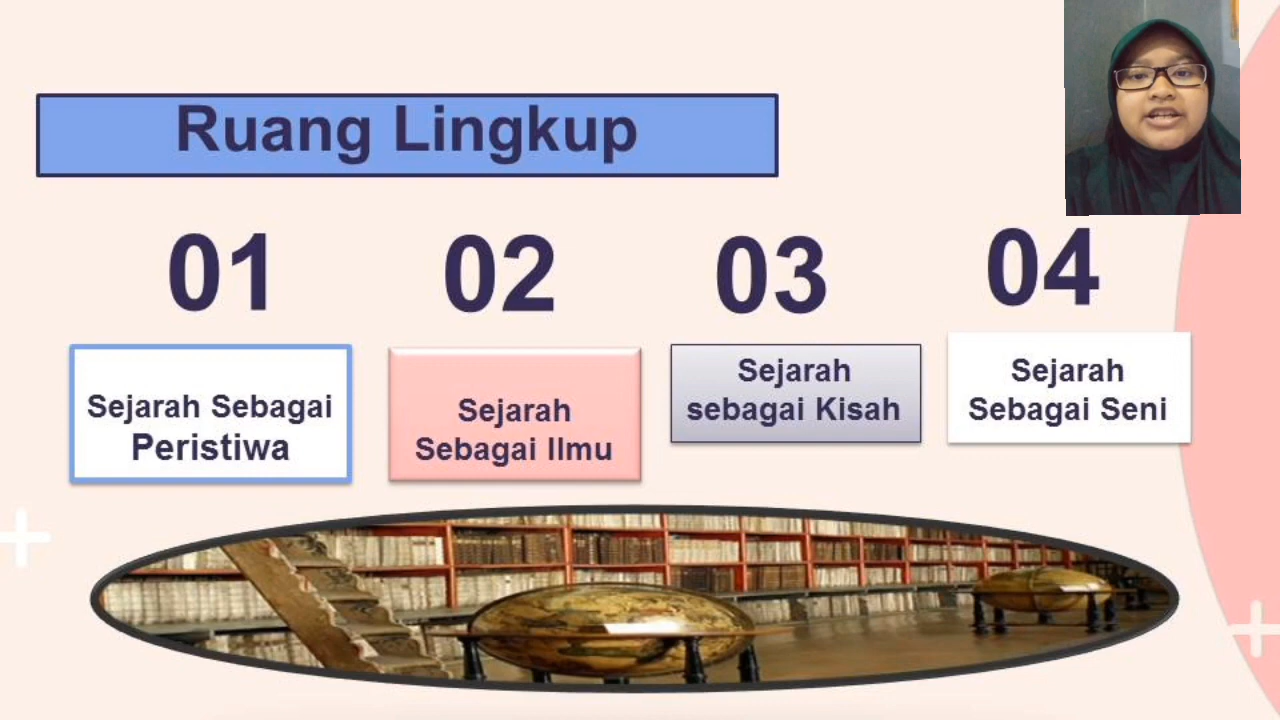 Ruang Lingkup
01
Sejarah Sebagai
Peristiwa
02
Sejarah
Sebagai Ilmu
03
Sejarah
sebagai Kisah
04
Sejarah
Sebagai Seni